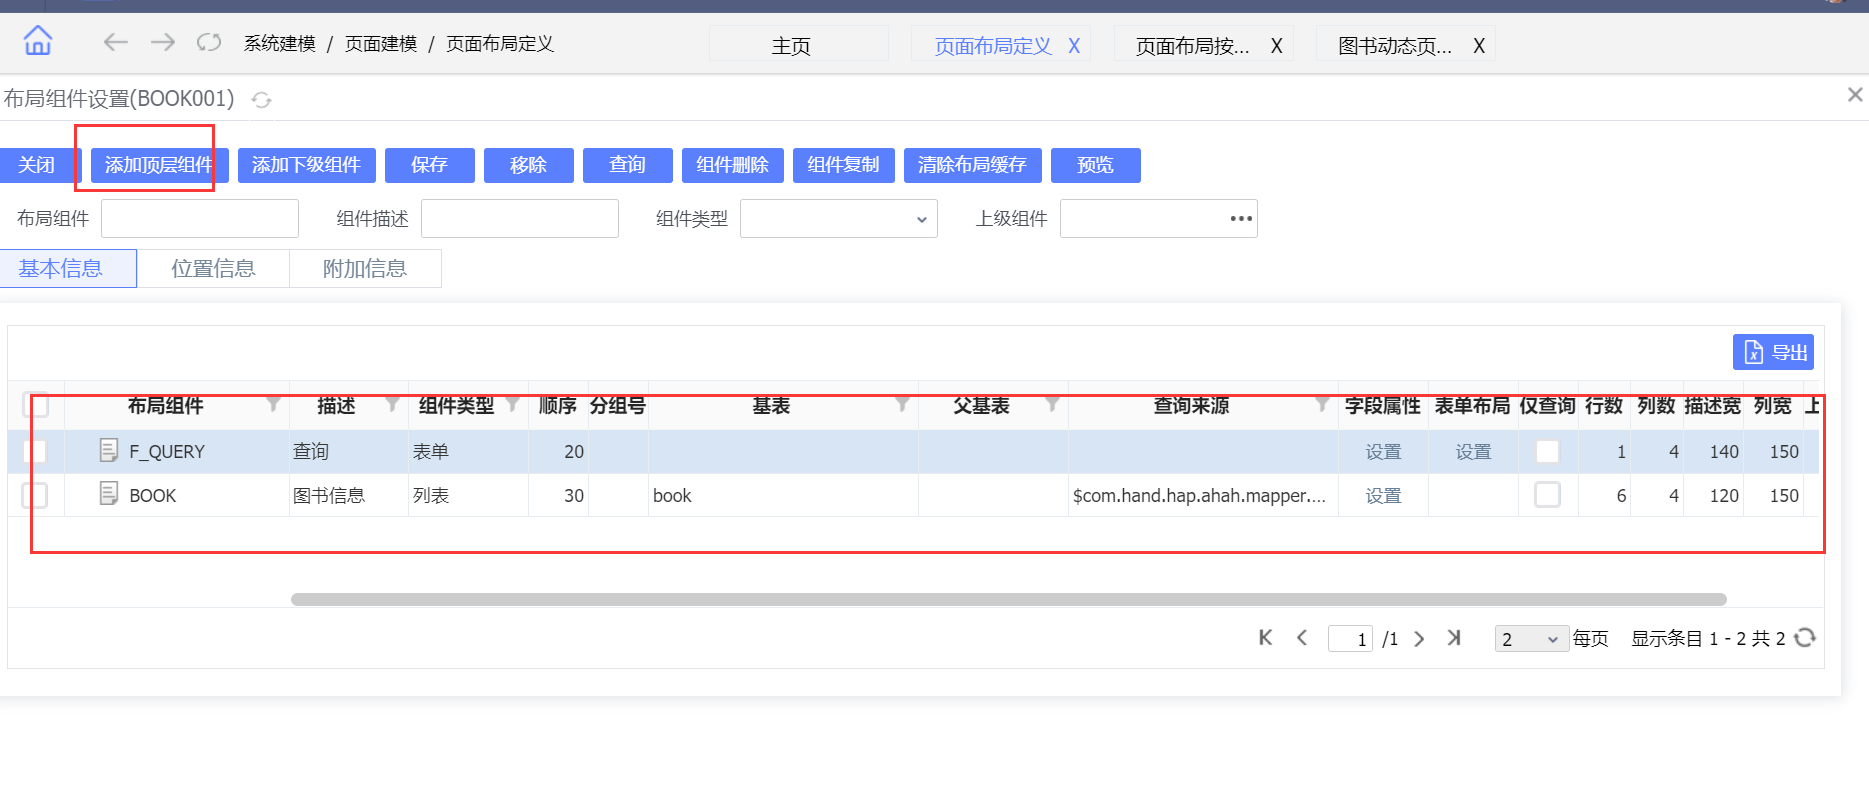 系统建模 / 页面建模 / 页面布局定义 主页 页面布局定义 X 页面布局按... X 图书动态页... X
布局组件设置(BOOK001)
关闭 添加顶层组件 添加下级组件 保存 移除 查询 组件删除 组件复制 清除布局缓存 预览
布局组件 组件描述 组件类型 上级组件
基本信息 位置信息 附加信息
导出
布局组件 描述 组件类型 顺序 分组号 基表 父基表 查询来源 字段属性 表单布局 仅查询 行数 列数 描述宽 列宽 上
F_QUERY 查询 表单 20 设置 设置 1 4 140 150
BOOK 图书信息 列表 30 book $com.hand.hap.ahah.mapper.... 设置 6 4 120 150
1 /1 2 每页 显示条目 1 - 2 共 2